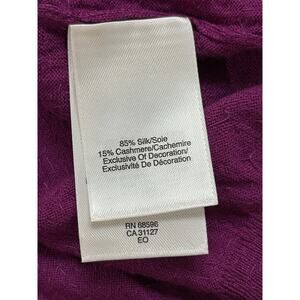 85% Silk/Soie
15% Cashmere/Cachemire
Exclusive Of Decoration/
Exclusivité De Décoration
RN 68596
CA 31127
EO